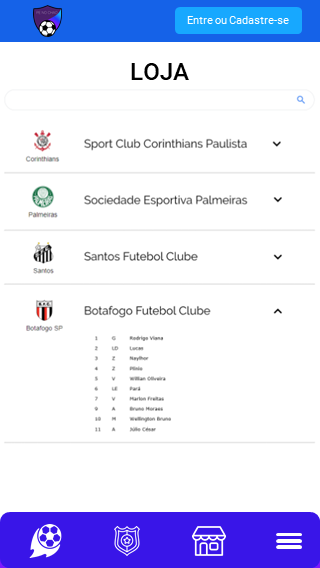 Entre ou Cadastre-se
LOJA
Sport Club Corinthians Paulista
Corinthians
Sociedade Esportiva Palmeiras
Palmeiras
Santos Futebol Clube
Santos
Botafogo Futebol Clube
Botafogo SP
1 G Rodrigo Viana
2 LD Lucas
3 Z Naylhor
4 Z Plínio
5 V Willian Oliveira
6 LE Pará
7 V Marlon Freitas
9 A Bruno Moraes
10 M Wellington Bruno
11 A Júlio César